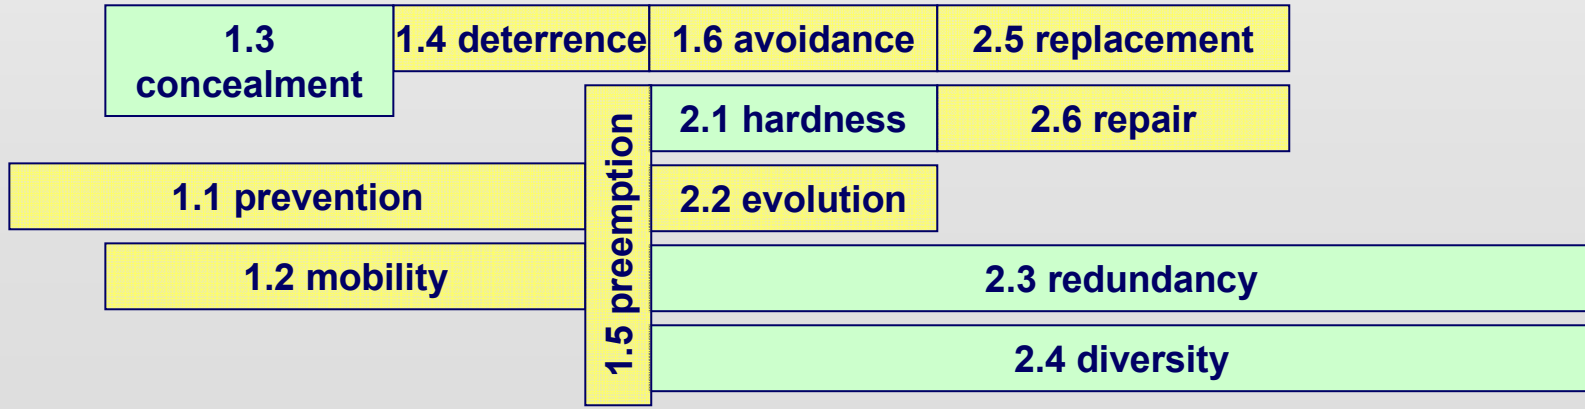 1.3
concealment
1.4 deterrence
1.6 avoidance
2.5 replacement
2.1 hardness
2.6 repair
1.5 preemption
1.1 prevention
2.2 evolution
1.2 mobility
2.3 redundancy
2.4 diversity